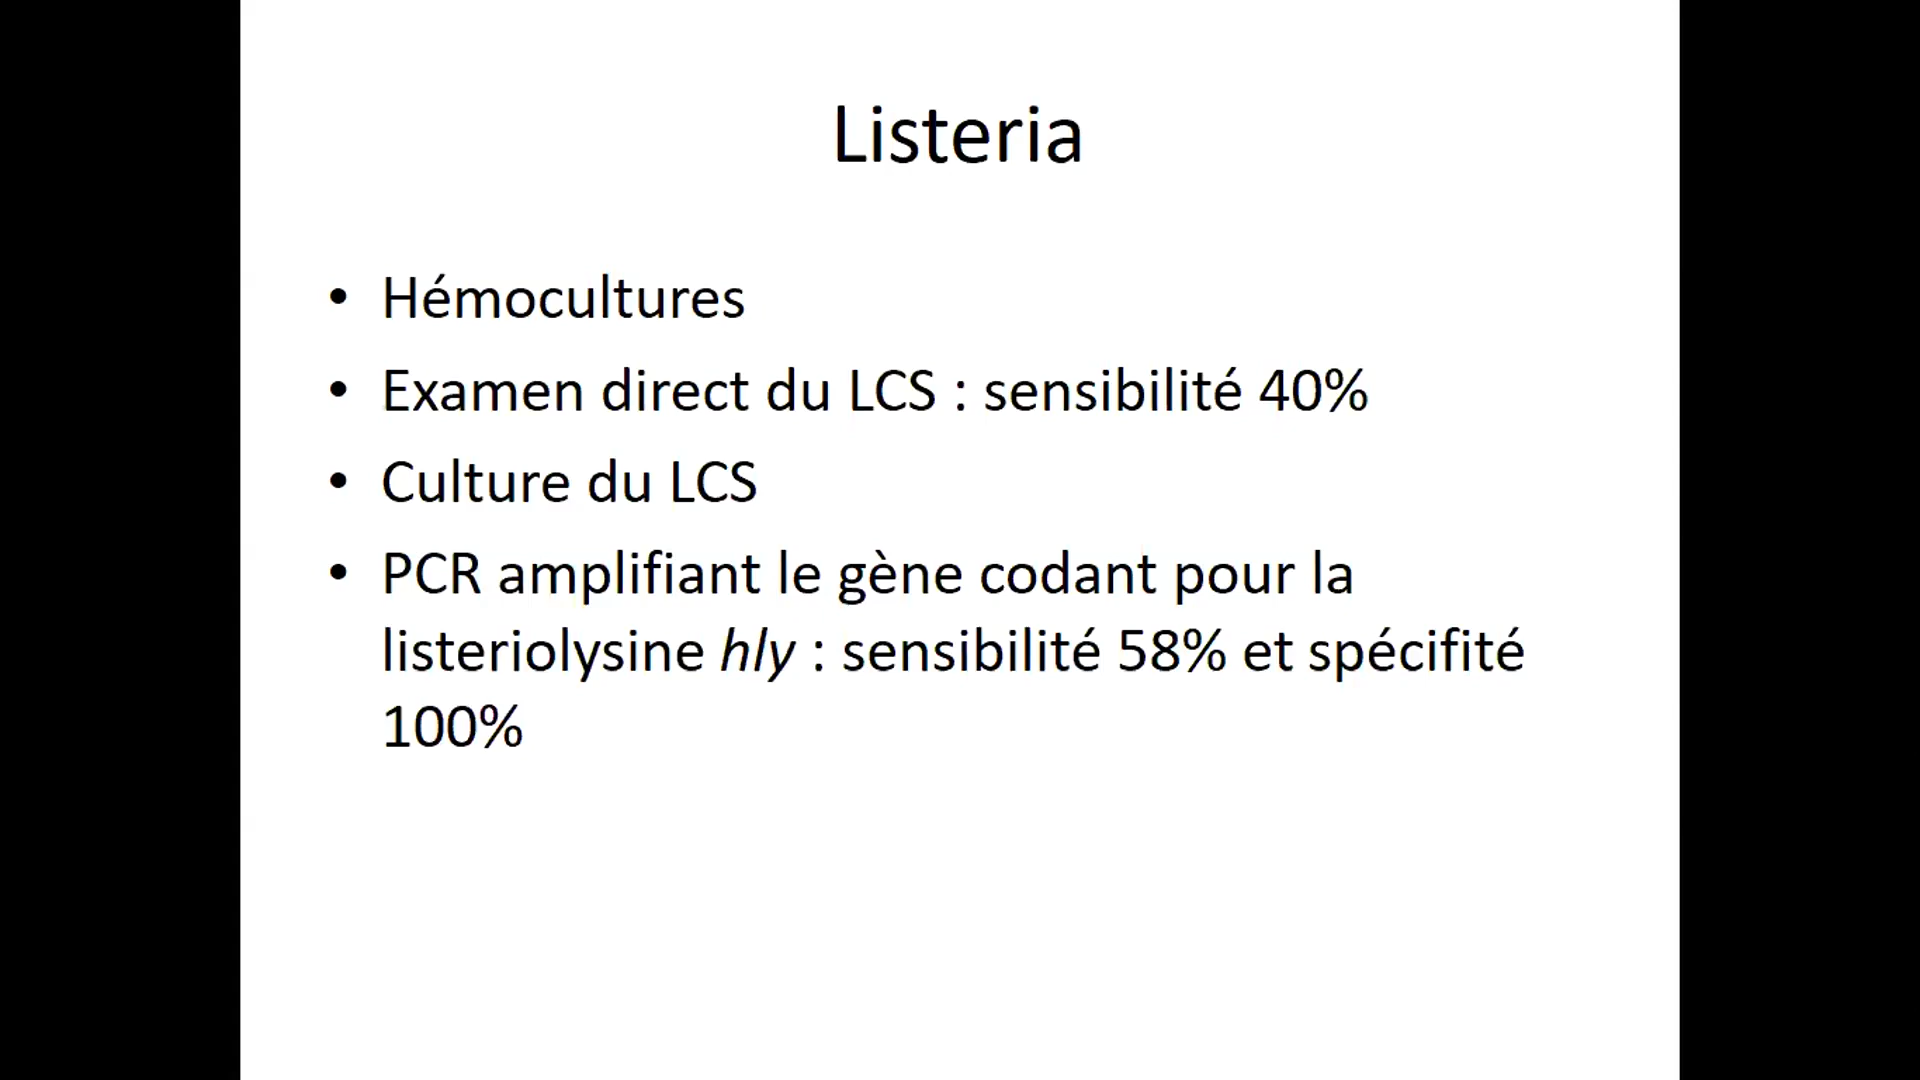 Listeria
• Hémocultures
• Examen direct du LCS : sensibilité 40%
• Culture du LCS
• PCR amplifiant le gène codant pour la
listeriolysine hly : sensibilité 58% et spécifité
100%